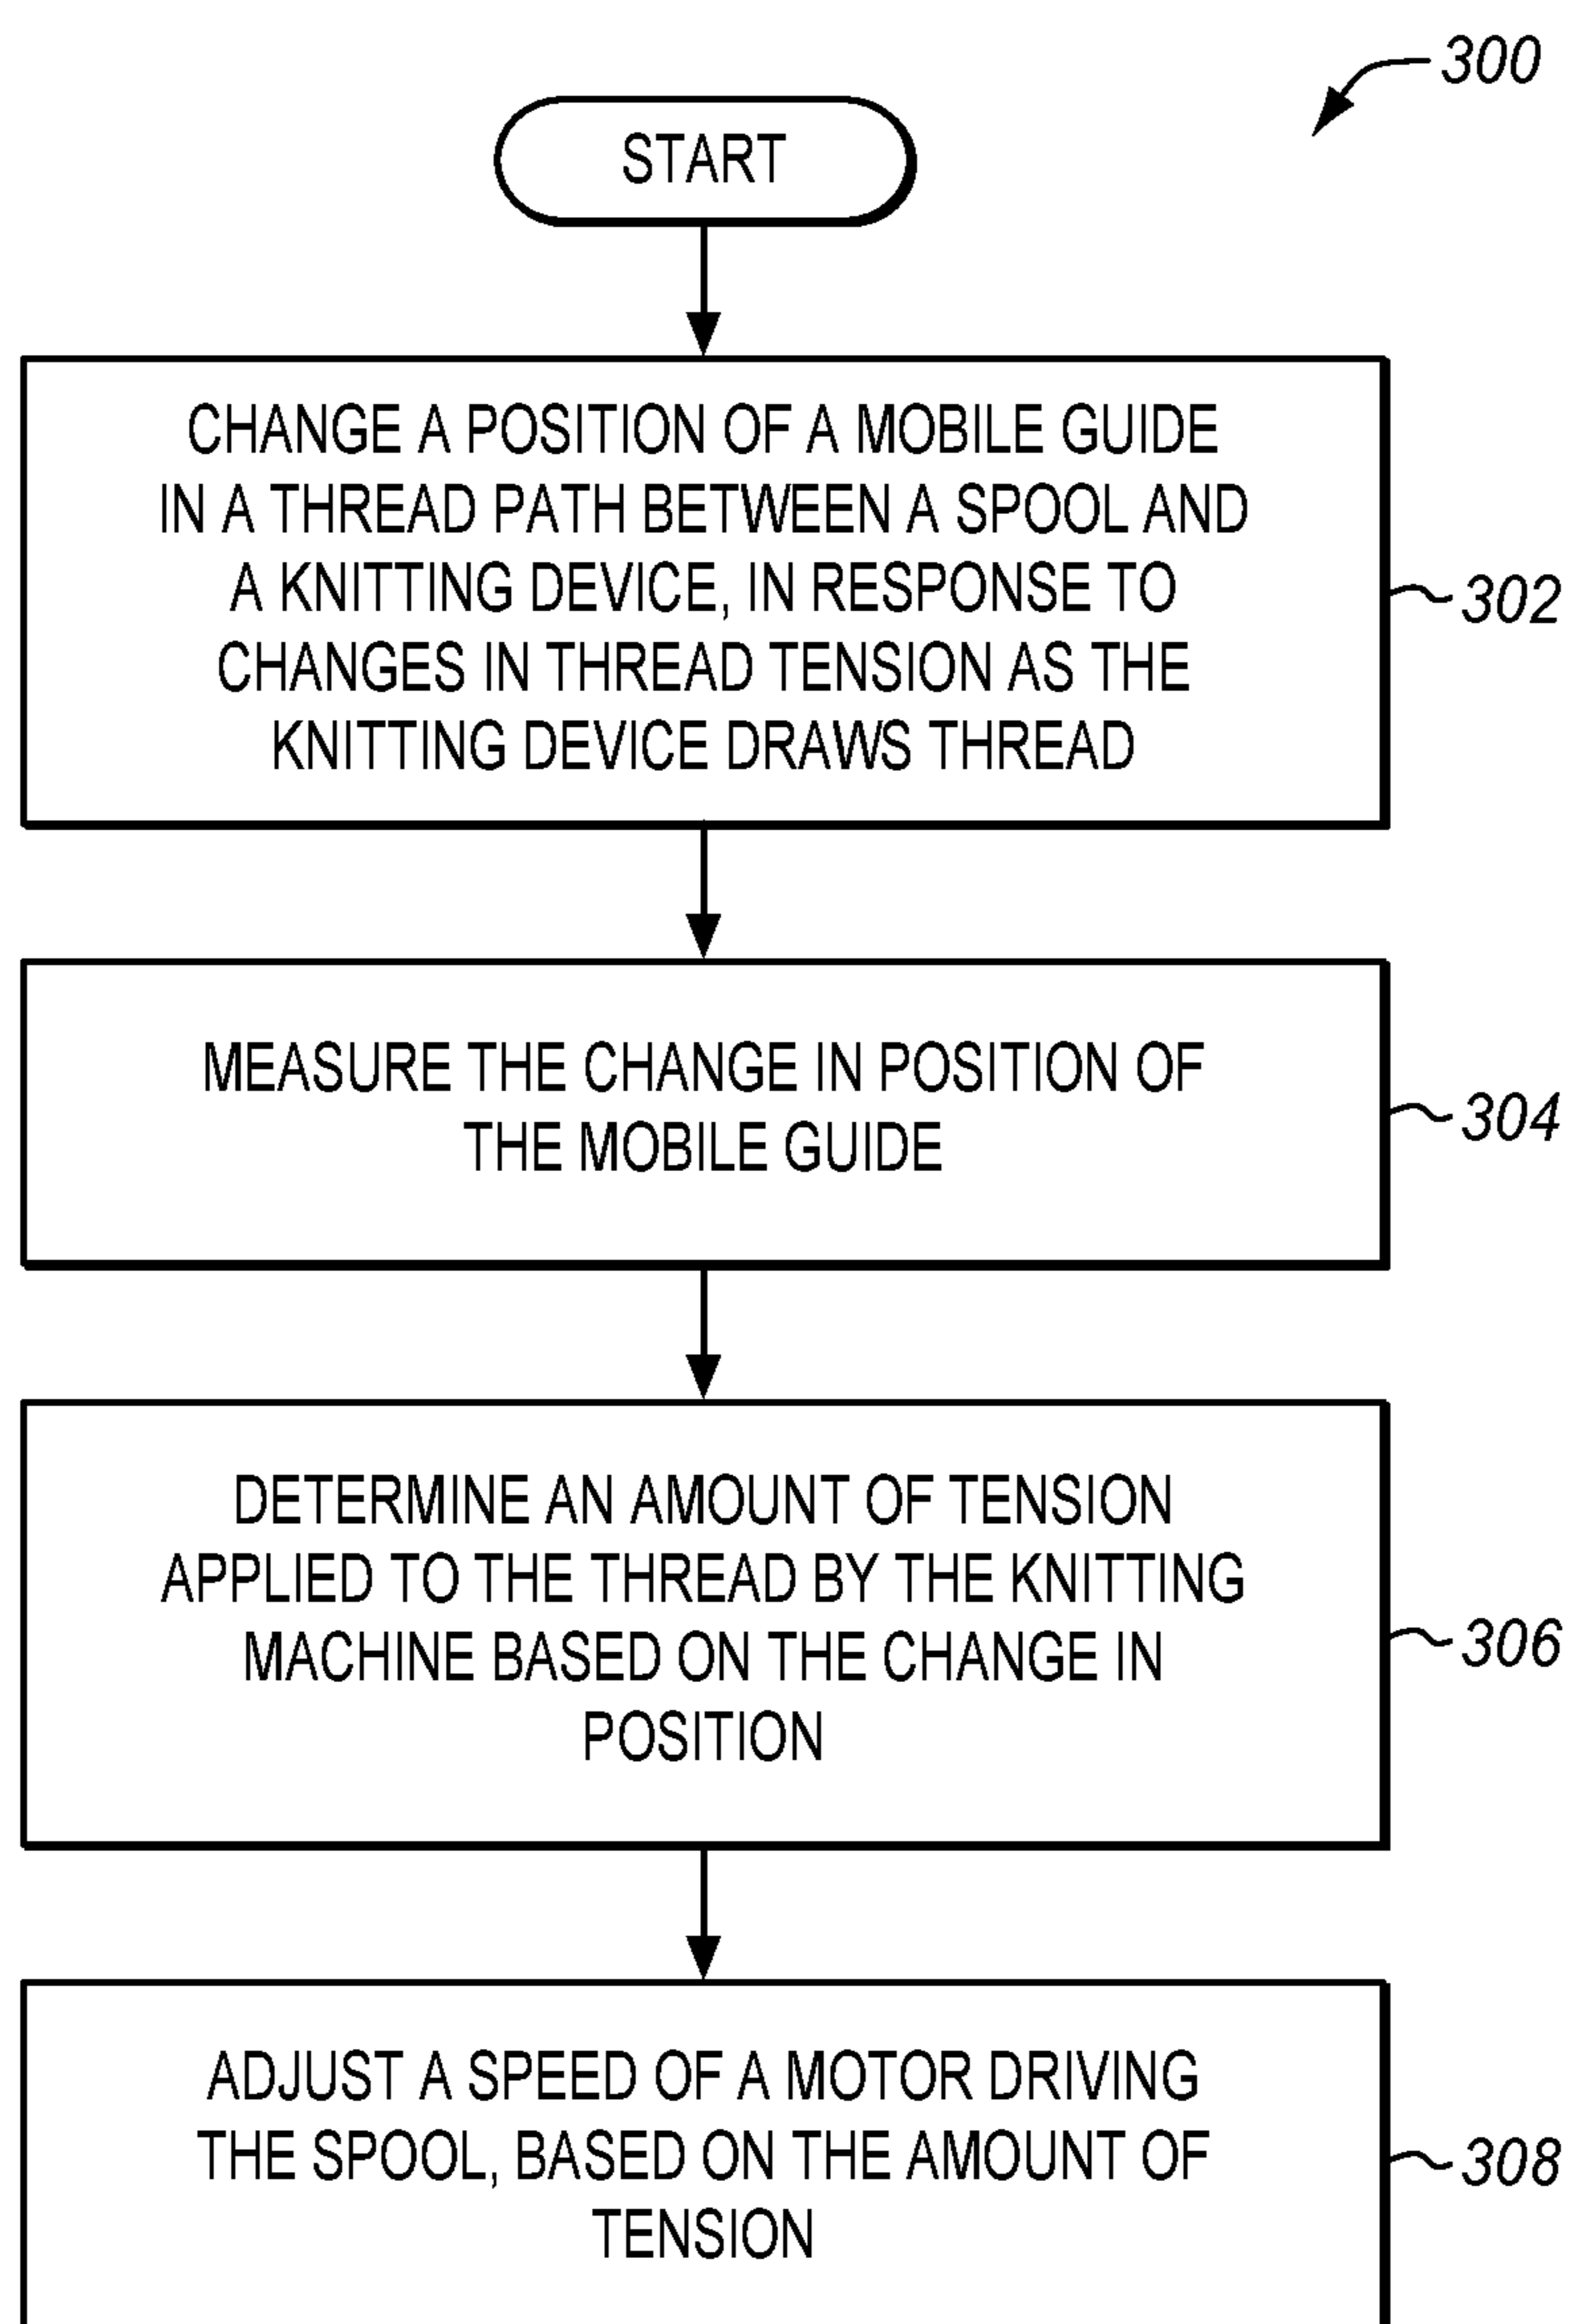 300
START
CHANGE A POSITION OF A MOBILE GUIDE
IN A THREAD PATH BETWEEN A SPOOL AND
A KNITTING DEVICE, IN RESPONSE TO
CHANGES IN THREAD TENSION AS THE
KNITTING DEVICE DRAWS THREAD
302
MEASURE THE CHANGE IN POSITION OF
THE MOBILE GUIDE
304
DETERMINE AN AMOUNT OF TENSION
APPLIED TO THE THREAD BY THE KNITTING
MACHINE BASED ON THE CHANGE IN
POSITION
306
ADJUST A SPEED OF A MOTOR DRIVING
THE SPOOL, BASED ON THE AMOUNT OF
TENSION
308